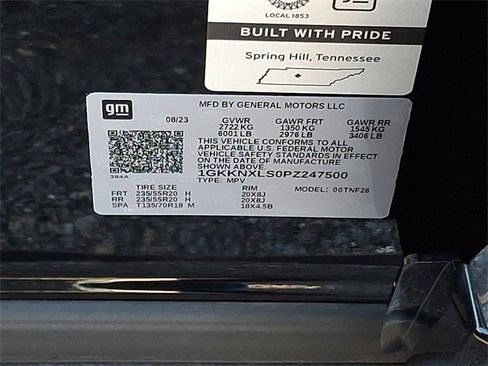 LOCAL 1853
gm
BUILT WITH PRIDE
Spring Hill, Tennessee
gm
MFD BY GENERAL MOTORS LLC
08/23 GVWR GAWR FRT GAWR RR
2722 KG 1350 KG 1545 KG
6001 LB 2976 LB 3406 LB
THIS VEHICLE CONFORMS TO ALL
APPLICABLE U.S. FEDERAL MOTOR
VEHICLE SAFETY STANDARDS IN EFFECT
ON THE DATE OF MANUFACTURE
SHOWN ABOVE.
1GKKNXLS0PZ247500
384A TYPE: MPV MODEL: 00TNF26
TIRE SIZE RIM
FRT 235/55R20 H 20X8J
RR 235/55R20 H 20X8J
SPA T135/70R18 M 18X4.5B